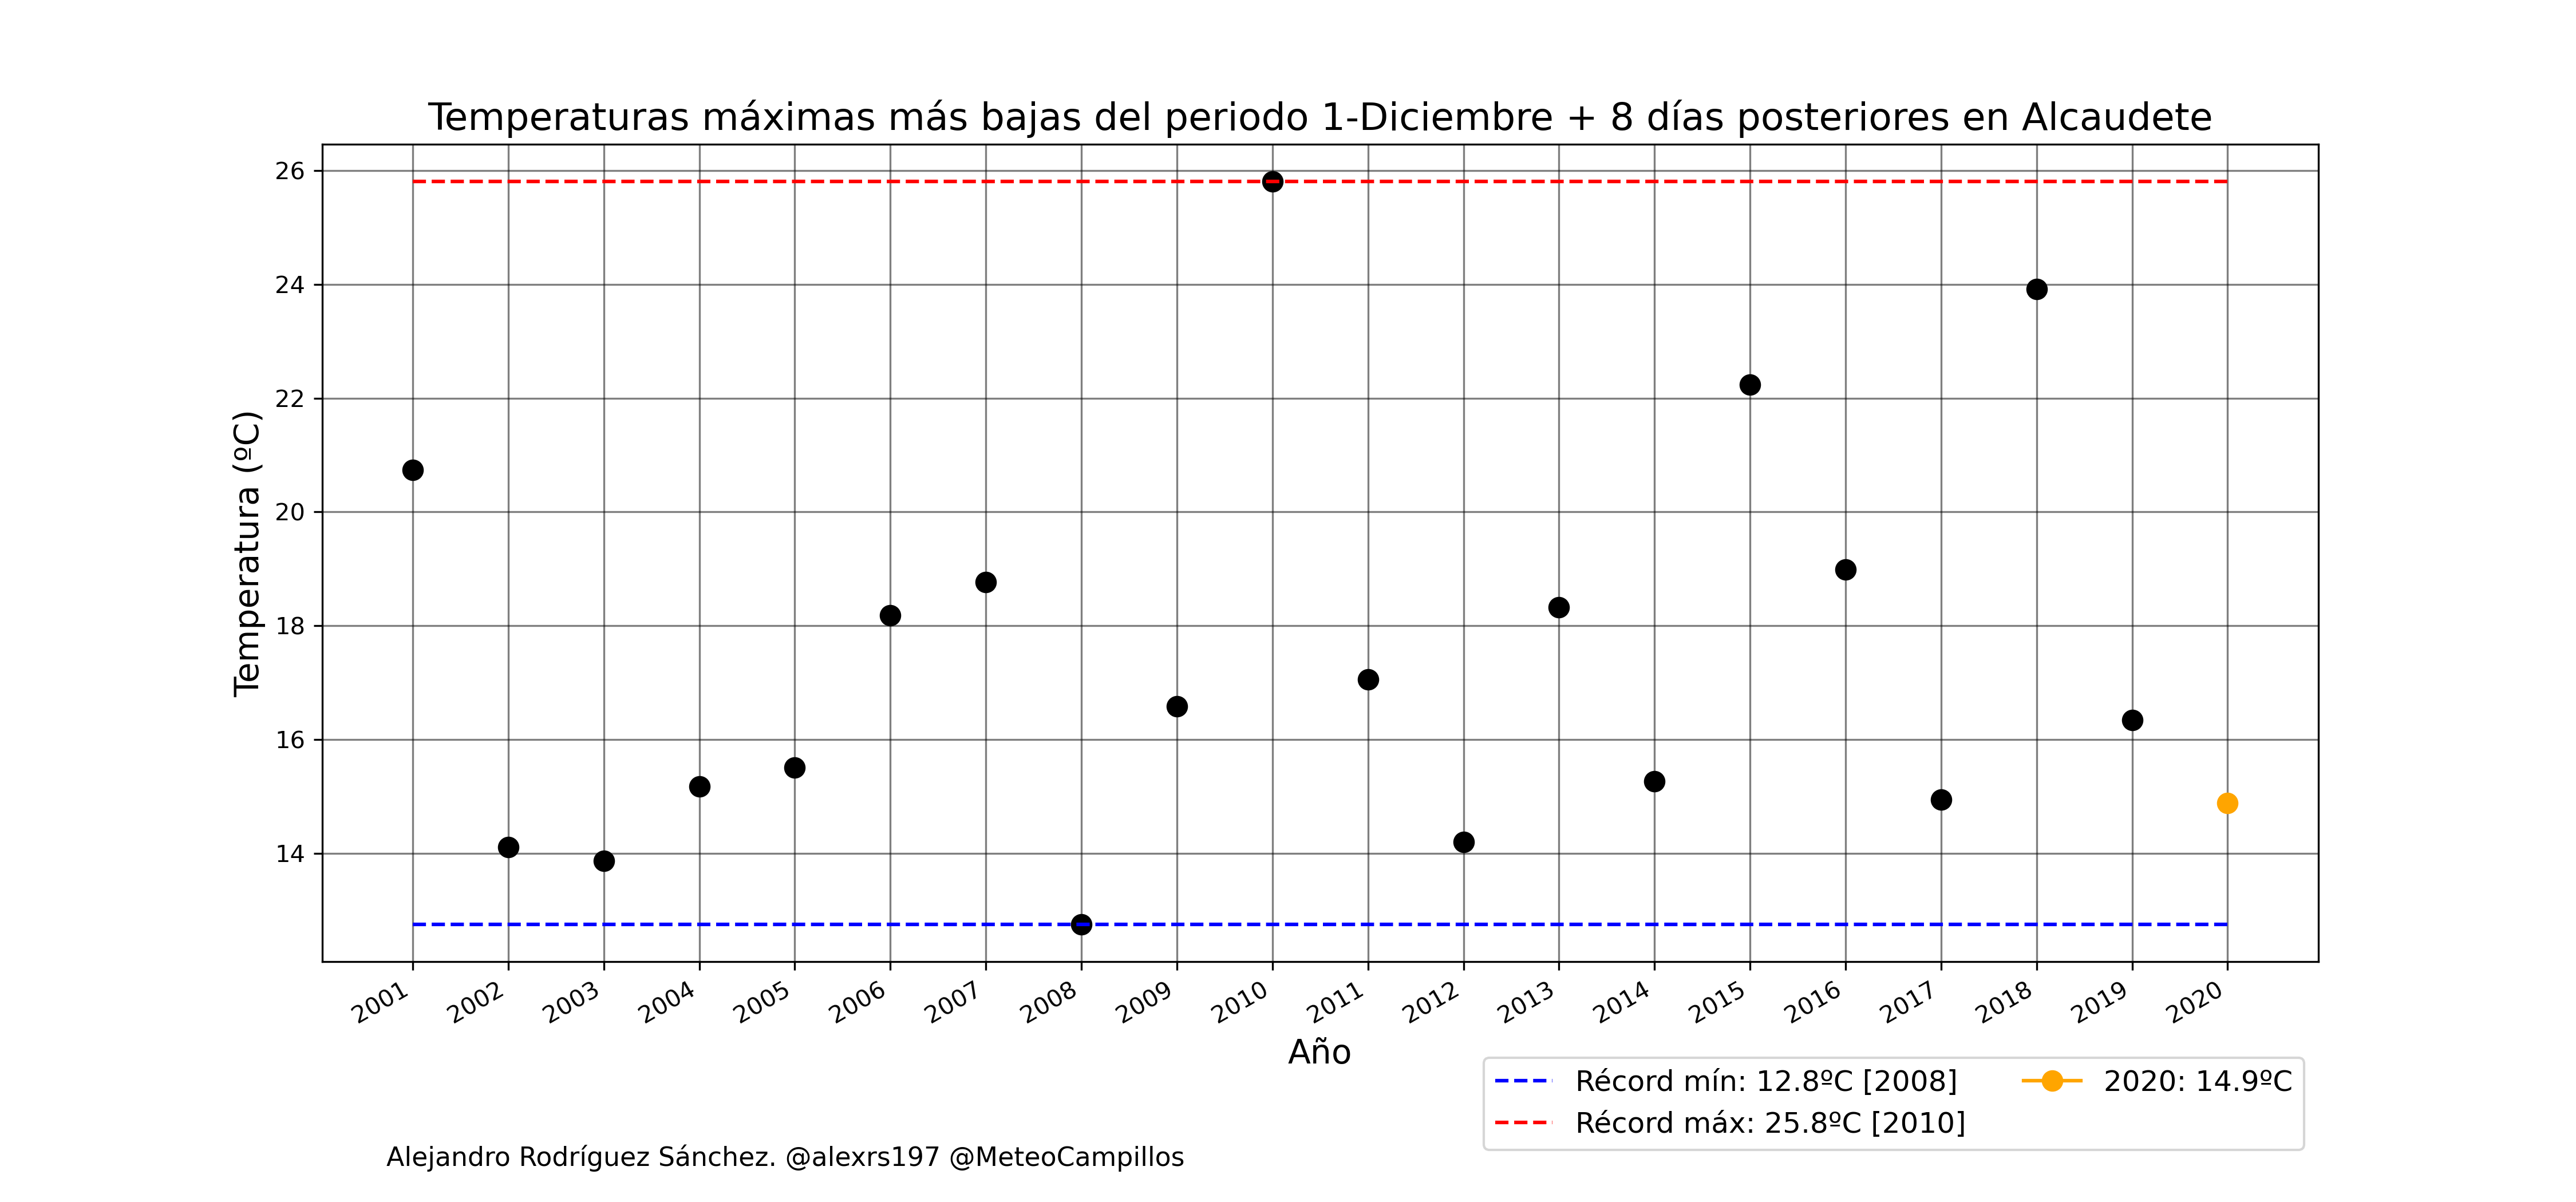 Temperaturas máximas más bajas del periodo 1-Diciembre + 8 días posteriores en Alcaudete
Temperatura (ºC)
26
24
22
20
18
16
14
2001 2002 2003 2004 2005 2006 2007 2008 2009 2010 2011 2012 2013 2014 2015 2016 2017 2018 2019 2020
Año
Récord mín: 12.8ºC [2008]
Récord máx: 25.8ºC [2010]
2020: 14.9ºC
Alejandro Rodríguez Sánchez. @alexrs197 @MeteoCampillos